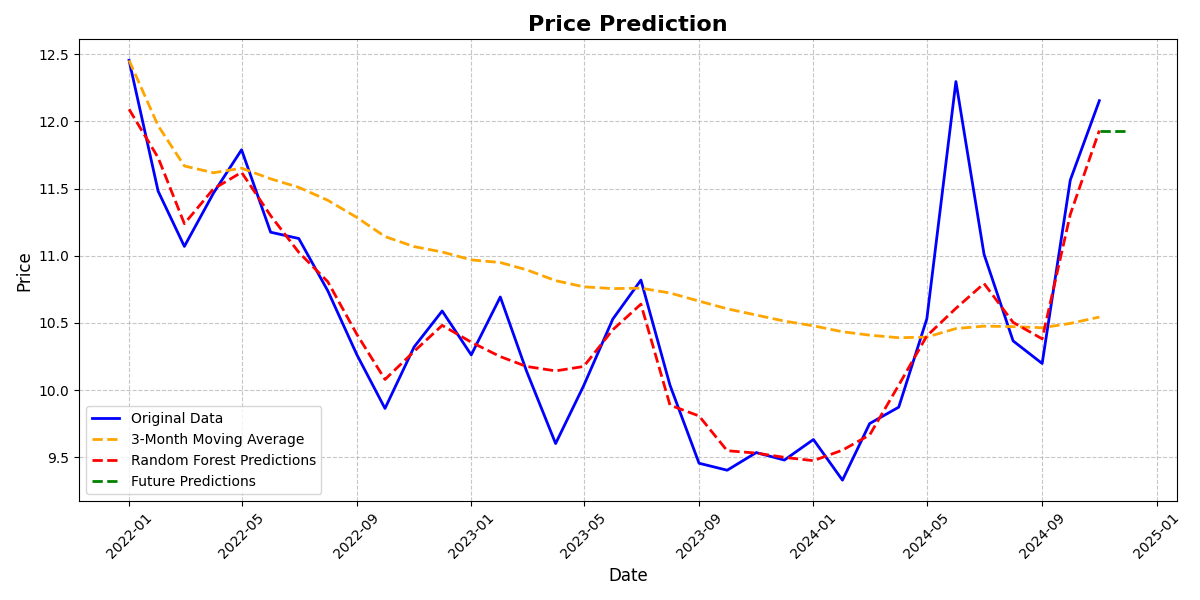 Price Prediction
Price
12.5
12.0
11.5
11.0
10.5
10.0
9.5
Original Data
3-Month Moving Average
Random Forest Predictions
Future Predictions
2022-01
2022-05
2022-09
2023-01
2023-05
2023-09
2024-01
2024-05
2024-09
2025-01
Date